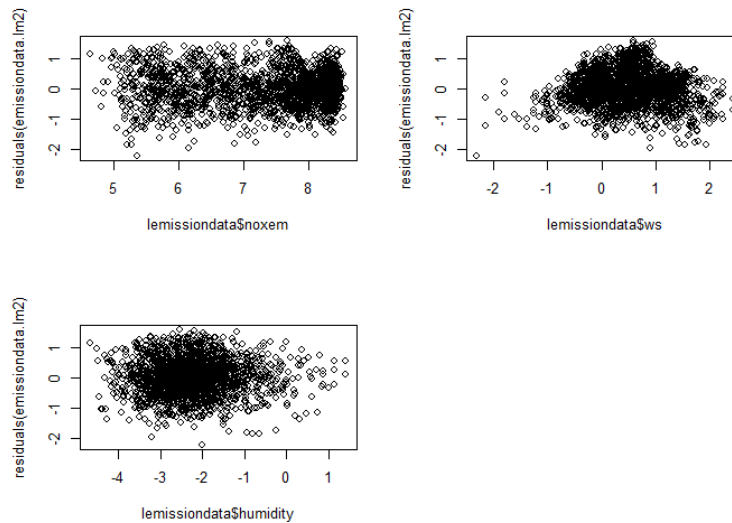 residuals(emissiondata.lm2)
1
0
-1
-2
5 6 7 8
lemissiondata$noxem
residuals(emissiondata.lm2)
1
0
-1
-2
-2 -1 0 1 2
lemissiondata$ws
residuals(emissiondata.lm2)
1
0
-1
-2
-4 -3 -2 -1 0 1
lemissiondata$humidity